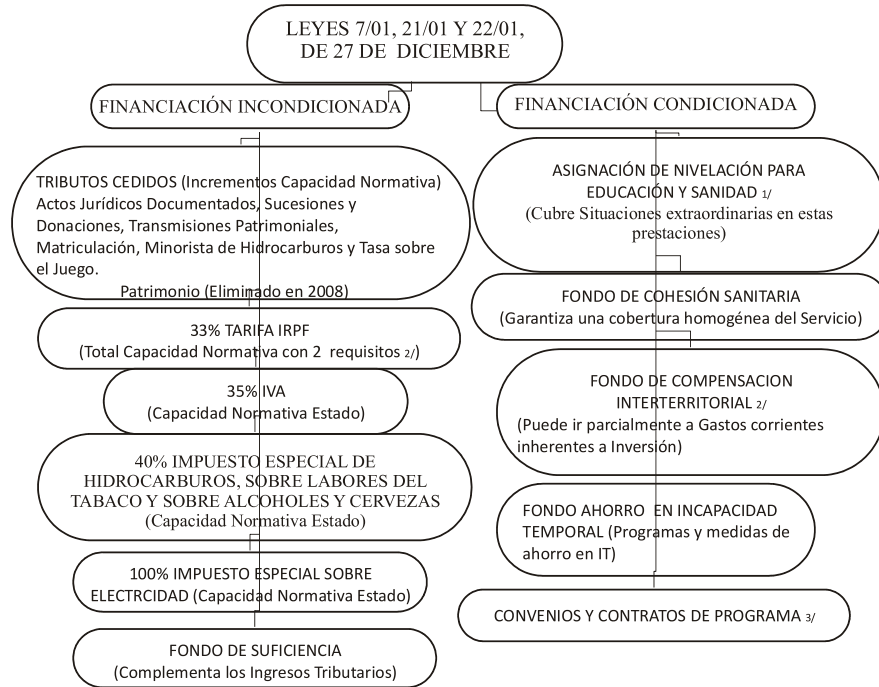 LEYES 7/01, 21/01 Y 22/01,
DE 27 DE DICIEMBRE
FINANCIACIÓN INCONDICIONADA
TRIBUTOS CEDIDOS (Incrementos Capacidad Normativa)
Actos Jurídicos Documentados, Sucesiones y
Donaciones, Transmisiones Patrimoniales,
Matriculación, Minorista de Hidrocarburos y Tasa sobre
el Juego.
Patrimonio (Eliminado en 2008)
33% TARIFA IRPF
(Total Capacidad Normativa con 2 requisitos 2/)
35% IVA
(Capacidad Normativa Estado)
40% IMPUESTO ESPECIAL DE
HIDROCARBUROS, SOBRE LABORES DEL
TABACO Y SOBRE ALCOHOLES Y CERVEZAS
(Capacidad Normativa Estado)
100% IMPUESTO ESPECIAL SOBRE
ELECTRCIDAD (Capacidad Normativa Estado)
FONDO DE SUFICIENCIA
(Complementa los Ingresos Tributarios)
FINANCIACIÓN CONDICIONADA
ASIGNACIÓN DE NIVELACIÓN PARA
EDUCACIÓN Y SANIDAD 1/
(Cubre Situaciones extraordinarias en estas
prestaciones)
FONDO DE COHESIÓN SANITARIA
(Garantiza una cobertura homogénea del Servicio)
FONDO DE COMPENSACION
INTERTERRITORIAL 2/
(Puede ir parcialmente a Gastos corrientes
inherentes a Inversión)
FONDO AHORRO EN INCAPACIDAD
TEMPORAL (Programas y medidas de
ahorro en IT)
CONVENIOS Y CONTRATOS DE PROGRAMA 3/